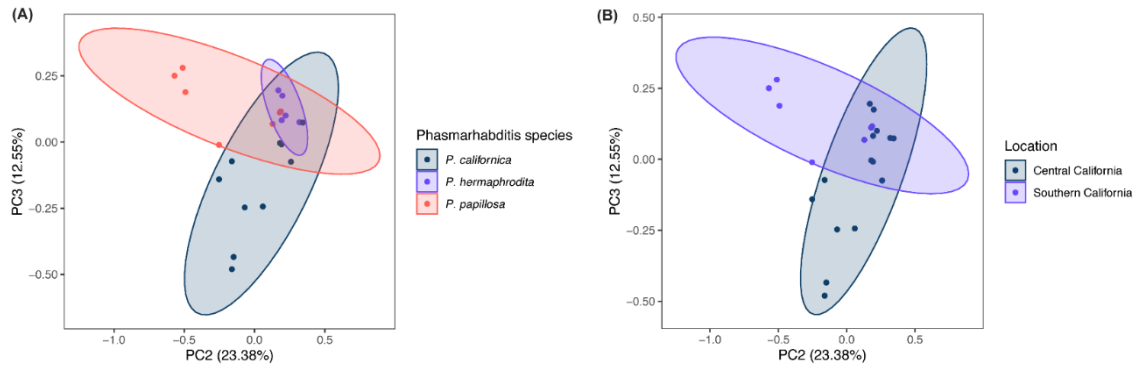 (A)
0.25
0.00
−0.25
−0.50
PC3 (12.55%)
−1.0
−0.5
0.0
0.5
PC2 (23.38%)
Phasmarhabditis species
P. californica
P. hermaphrodita
P. papillosa
(B)
0.50
0.25
0.00
−0.25
−0.50
PC3 (12.55%)
−1.0
−0.5
0.0
0.5
PC2 (23.38%)
Location
Central California
Southern California